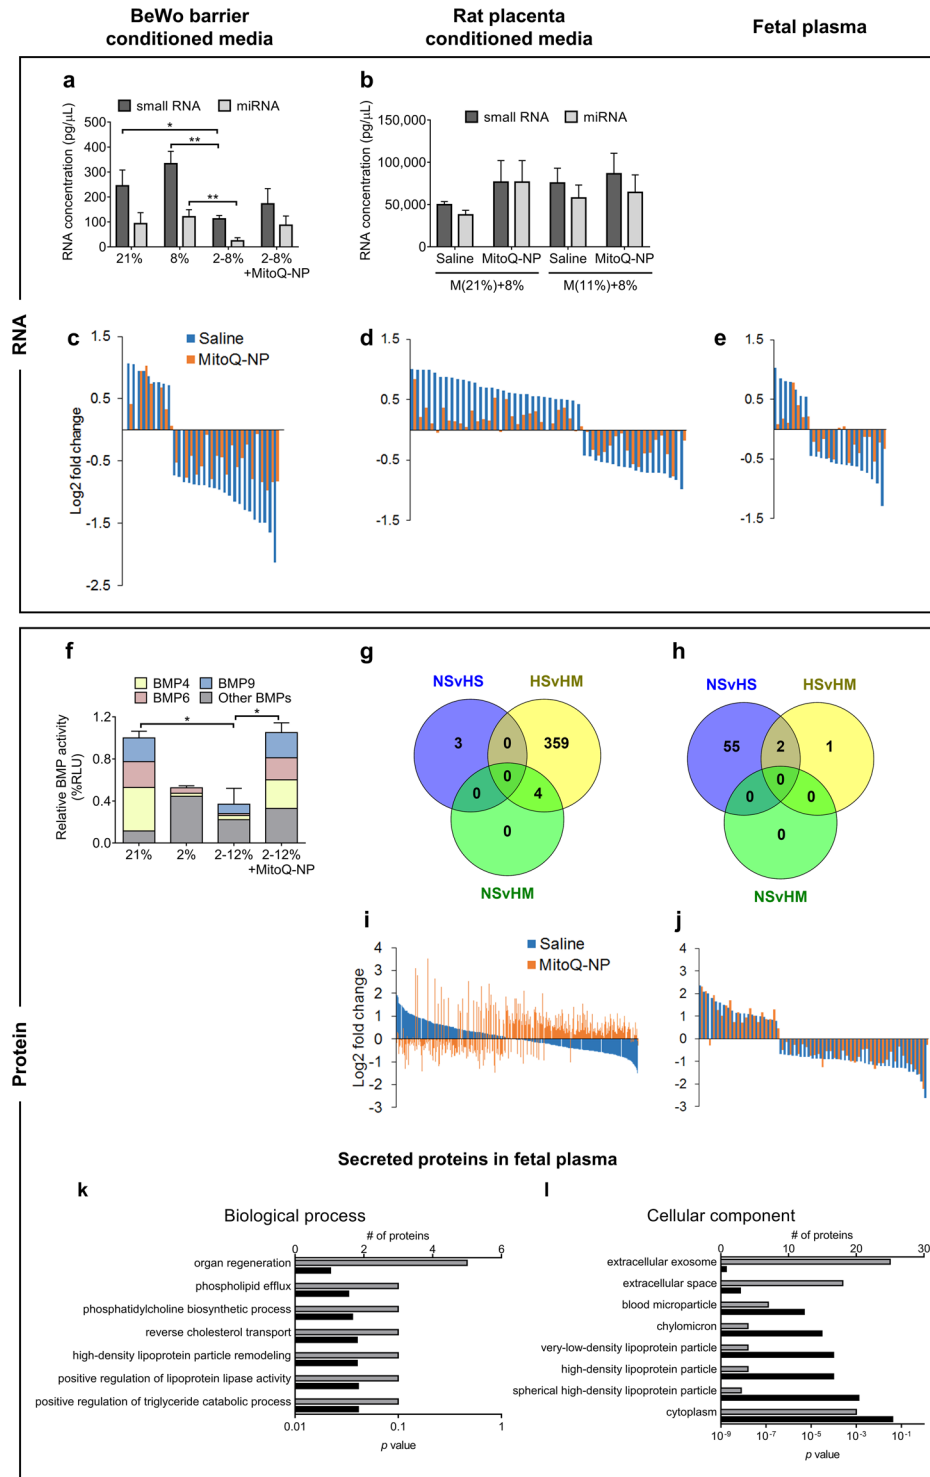 BeWo barrier
conditioned media
Rat placenta
conditioned media
Fetal plasma
RNA
a
small RNA
miRNA
RNA concentration (pg/μL)
500
400
300
200
100
0
*
**
**
21%
8%
2-8%
2-8%
+MitoQ-NP
b
small RNA
miRNA
RNA concentration (pg/μL)
150,000
100,000
50,000
0
Saline
MitoQ-NP
Saline
MitoQ-NP
M(21%)+8%
M(11%)+8%
c
Saline
MitoQ-NP
Log2 fold change
1.5
0.5
-0.5
-1.5
-2.5
d
1.5
0.5
-0.5
-1.5
e
1.5
0.5
-0.5
-1.5
Protein
f
BMP4
BMP9
BMP6
Other BMPs
Relative BMP activity
(%RLU)
1.2
0.8
0.4
0.0
*
*
21%
2%
2-12%
2-12%
+MitoQ-NP
g
NSvHS
HSvHM
3
0
359
0
0
4
0
NSvHM
h
NSvHS
HSvHM
55
2
1
0
0
0
0
NSvHM
i
Saline
MitoQ-NP
Log2 fold change
4
3
2
1
0
-1
-2
-3
j
4
3
2
1
0
-1
-2
-3
Secreted proteins in fetal plasma
k
Biological process
# of proteins
0
2
4
6
organ regeneration
phospholipid efflux
phosphatidylcholine biosynthetic process
reverse cholesterol transport
high-density lipoprotein particle remodeling
positive regulation of lipoprotein lipase activity
positive regulation of triglyceride catabolic process
0.01
0.1
1
p value
l
Cellular component
# of proteins
0
10
20
30
extracellular exosome
extracellular space
blood microparticle
chylomicron
very-low-density lipoprotein particle
high-density lipoprotein particle
spherical high-density lipoprotein particle
cytoplasm
10⁻⁹
10⁻⁷
10⁻⁵
10⁻³
10⁻¹
p value